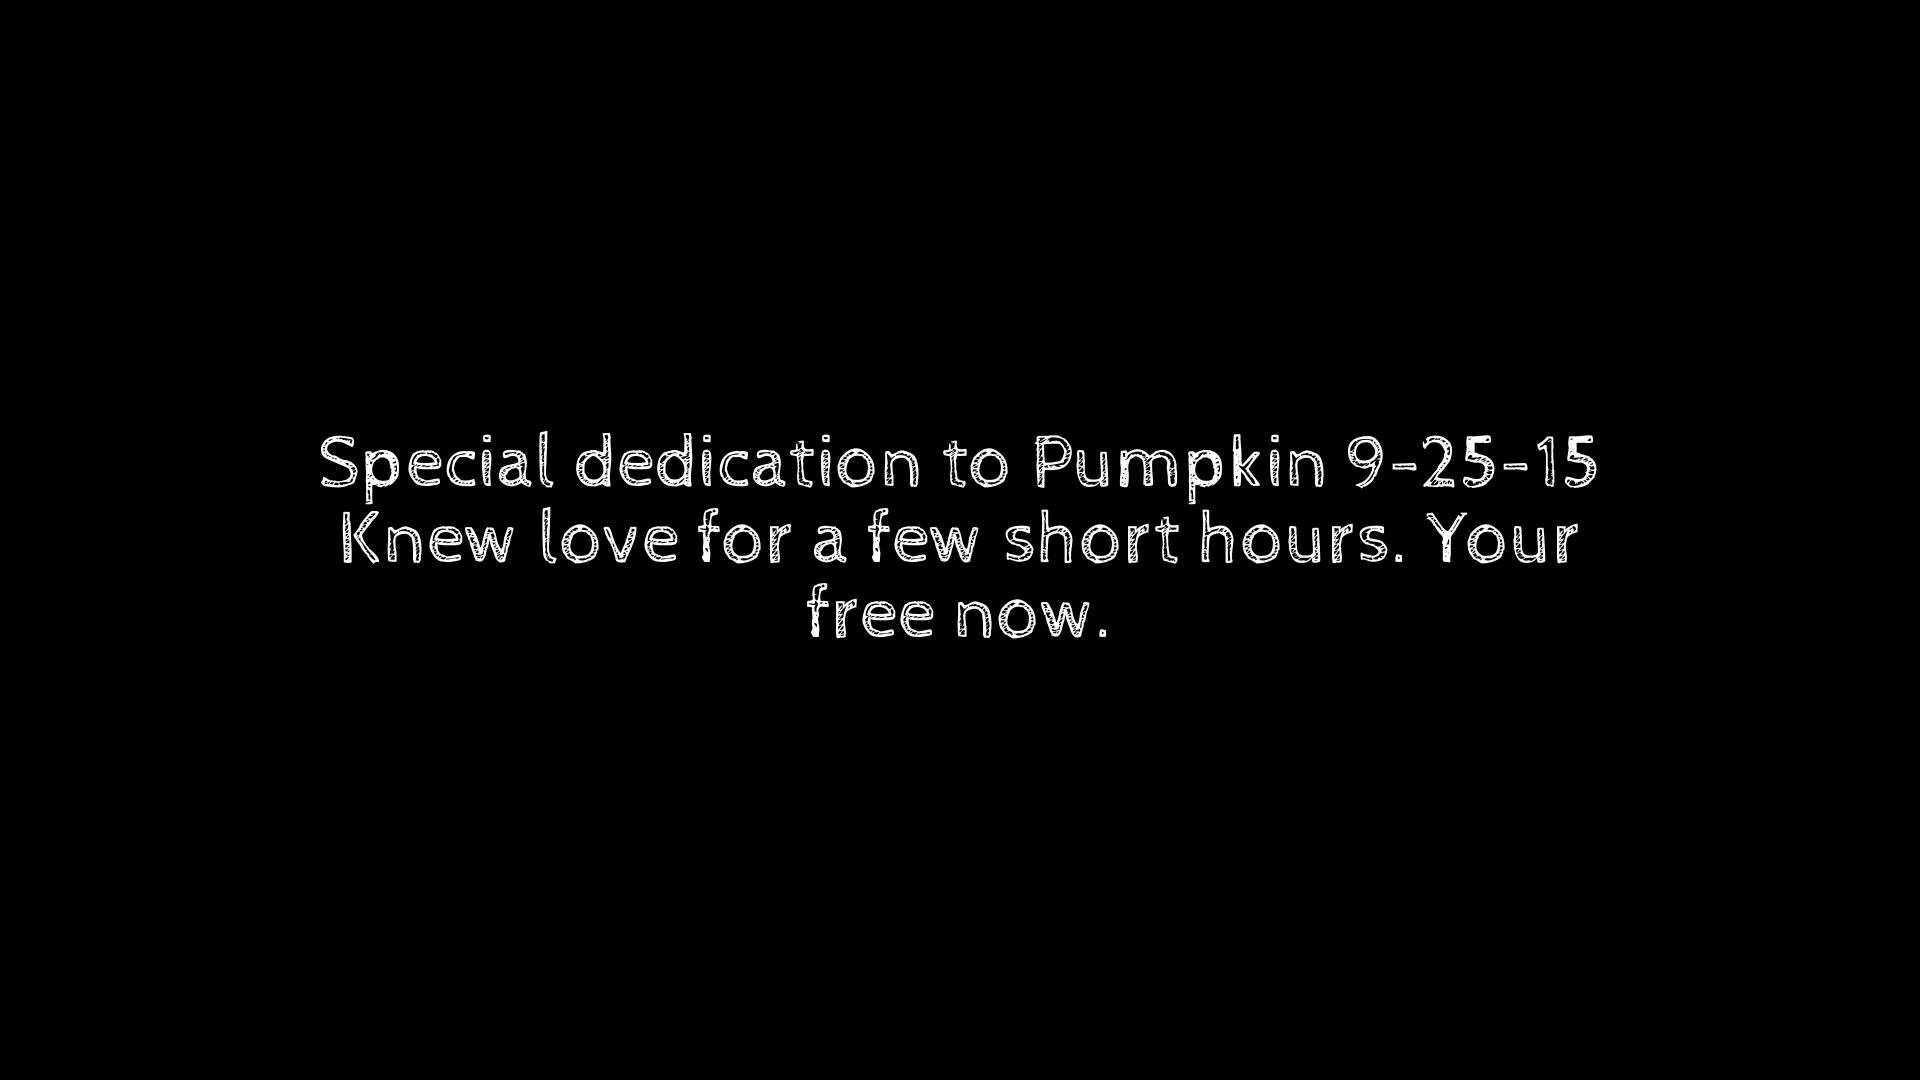 Special dedication to Pumpkin 9-25-15
Knew love for a few short hours. Your
free now.